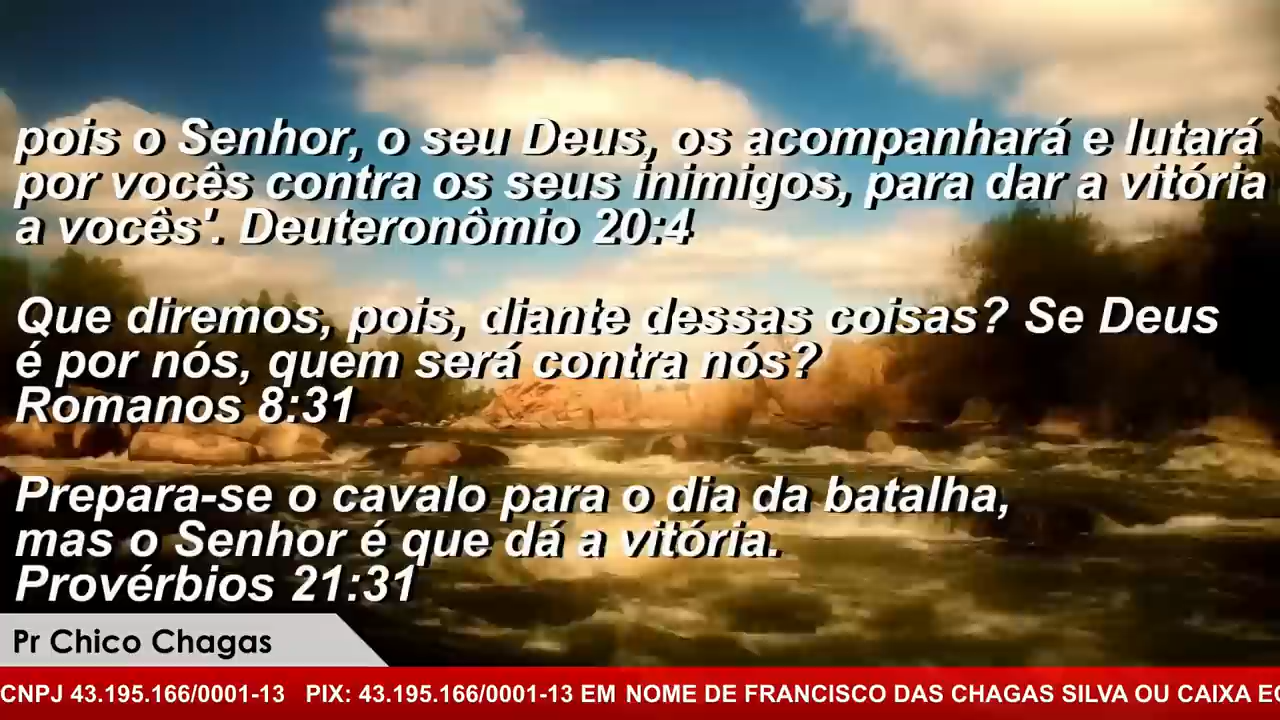 pois o Senhor, o seu Deus, os acompanhará e lutará
por vocês contra os seus inimigos, para dar a vitória
a vocês'. Deuteronômio 20:4
Que diremos, pois, diante dessas coisas? Se Deus
é por nós, quem será contra nós?
Romanos 8:31
Prepara-se o cavalo para o dia da batalha,
mas o Senhor é que dá a vitória.
Provérbios 21:31
Pr Chico Chagas
CNPJ 43.195.166/0001-13 PIX: 43.195.166/0001-13 EM NOME DE FRANCISCO DAS CHAGAS SILVA OU CAIXA